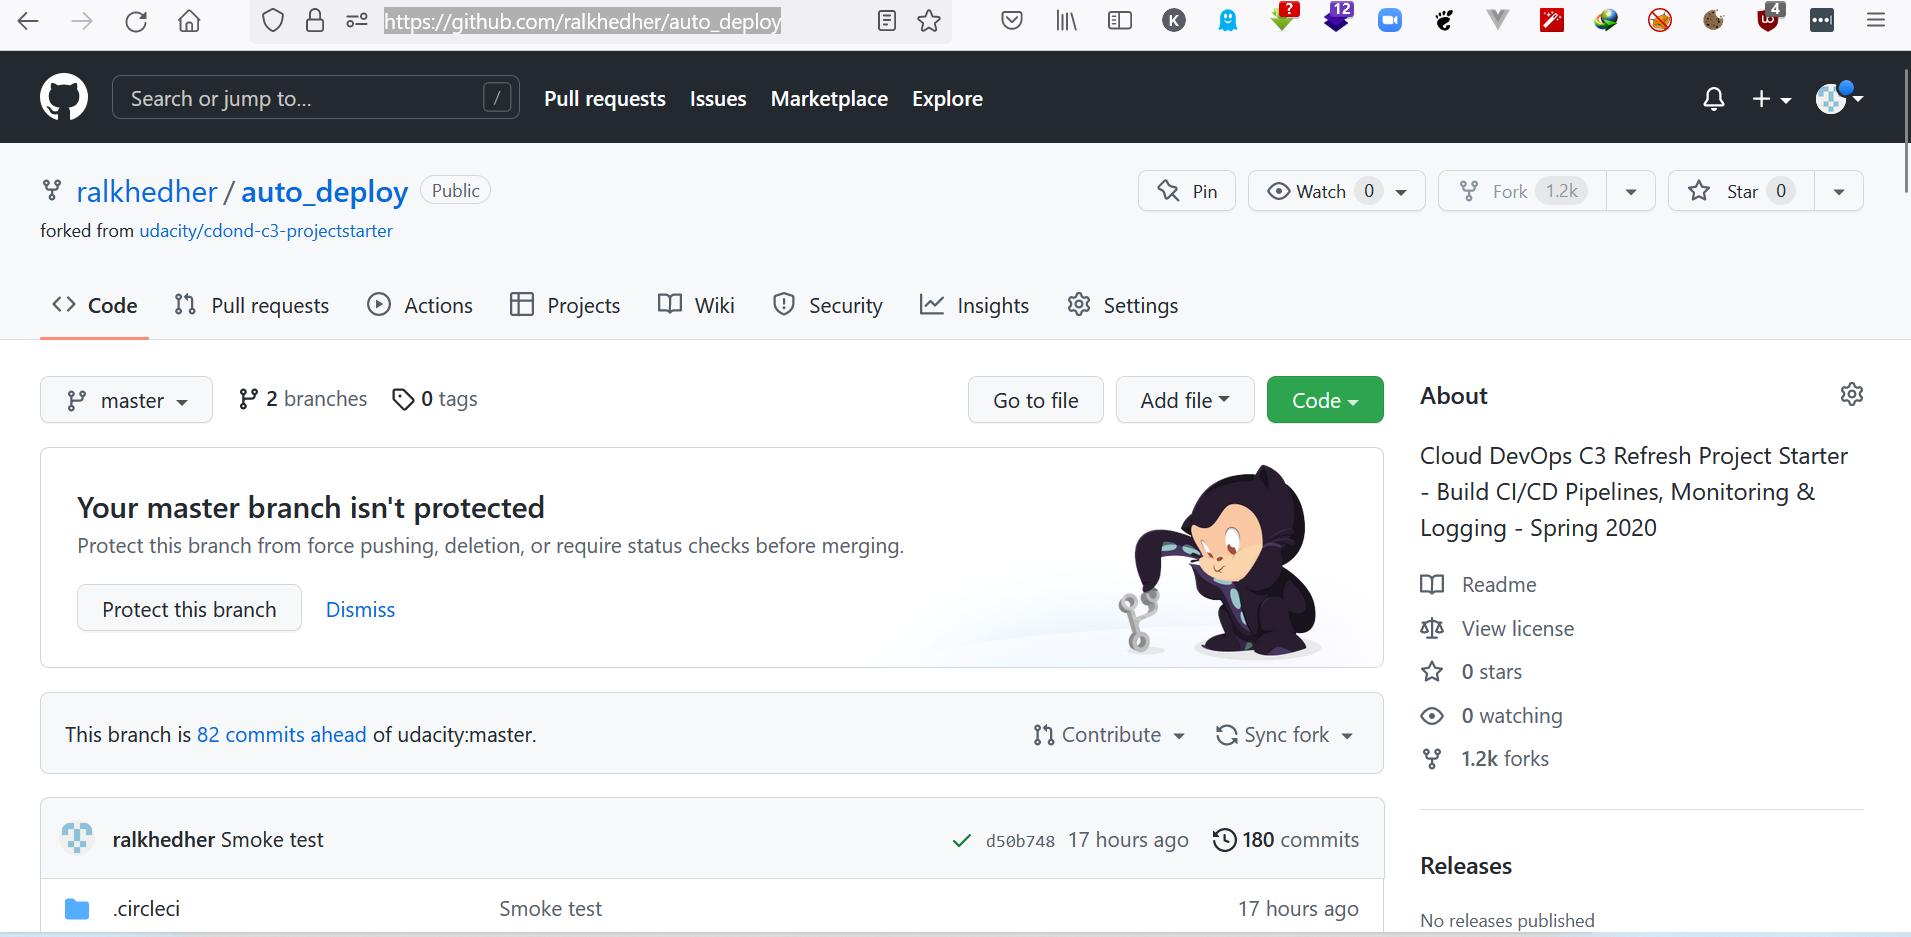 https://github.com/ralkhedher/auto_deploy
K
?
12
4
Search or jump to...
/
Pull requests
Issues
Marketplace
Explore
ralkhedher / auto_deploy
Public
Pin
Watch 0
Fork 1.2k
Star 0
forked from udacity/cdond-c3-projectstarter
Code
Pull requests
Actions
Projects
Wiki
Security
Insights
Settings
master
2 branches
0 tags
Go to file
Add file
Code
Your master branch isn't protected
Protect this branch from force pushing, deletion, or require status checks before merging.
Protect this branch
Dismiss
This branch is 82 commits ahead of udacity:master.
Contribute
Sync fork
ralkhedher Smoke test
d50b748 17 hours ago
180 commits
.circleci
Smoke test
17 hours ago
About
Cloud DevOps C3 Refresh Project Starter
- Build CI/CD Pipelines, Monitoring &
Logging - Spring 2020
Readme
View license
0 stars
0 watching
1.2k forks
Releases
No releases published